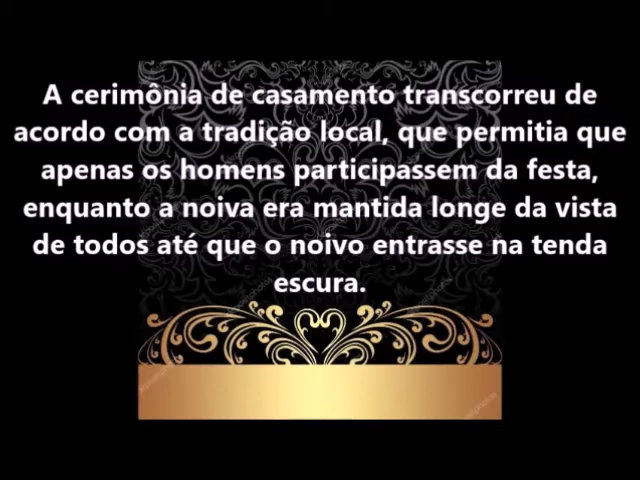 A cerimônia de casamento transcorreu de
acordo com a tradição local, que permitia que
apenas os homens participassem da festa,
enquanto a noiva era mantida longe da vista
de todos até que o noivo entrasse na tenda
escura.